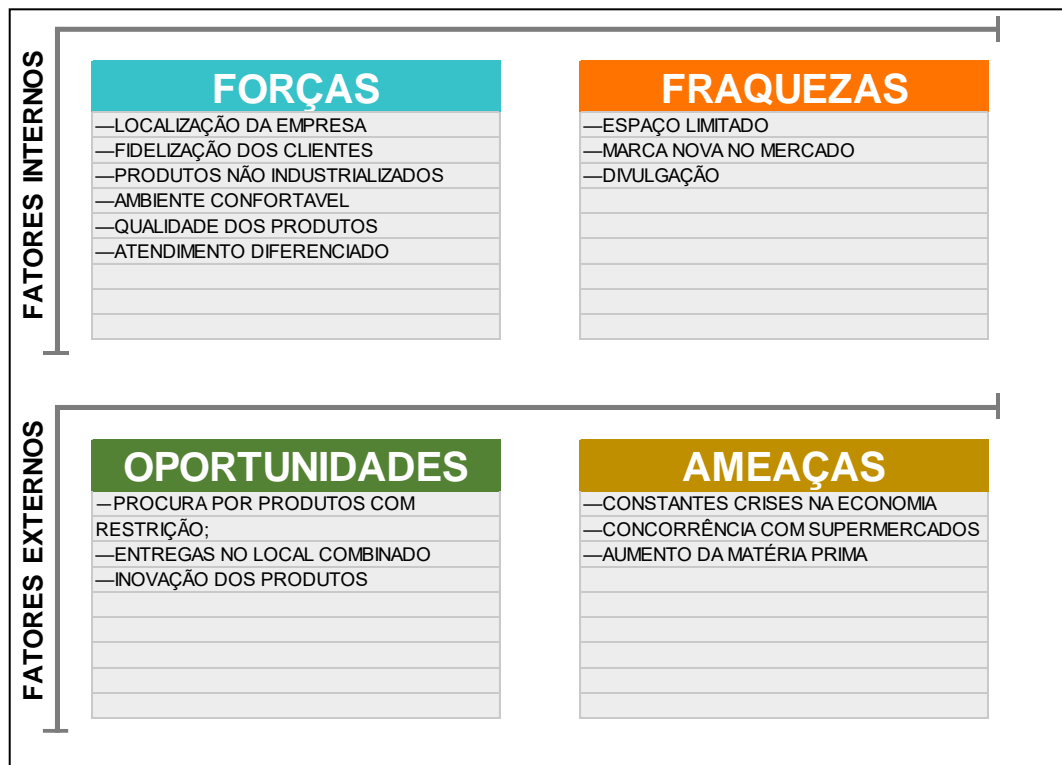 FATORES INTERNOS
FORÇAS
—LOCALIZAÇÃO DA EMPRESA
—FIDELIZAÇÃO DOS CLIENTES
—PRODUTOS NÃO INDUSTRIALIZADOS
—AMBIENTE CONFORTAVEL
—QUALIDADE DOS PRODUTOS
—ATENDIMENTO DIFERENCIADO
FRAQUEZAS
—ESPAÇO LIMITADO
—MARCA NOVA NO MERCADO
—DIVULGAÇÃO
FATORES EXTERNOS
OPORTUNIDADES
—PROCURA POR PRODUTOS COM
RESTRIÇÃO;
—ENTREGAS NO LOCAL COMBINADO
—INOVAÇÃO DOS PRODUTOS
AMEAÇAS
—CONSTANTES CRISES NA ECONOMIA
—CONCORRÊNCIA COM SUPERMERCADOS
—AUMENTO DA MATÉRIA PRIMA